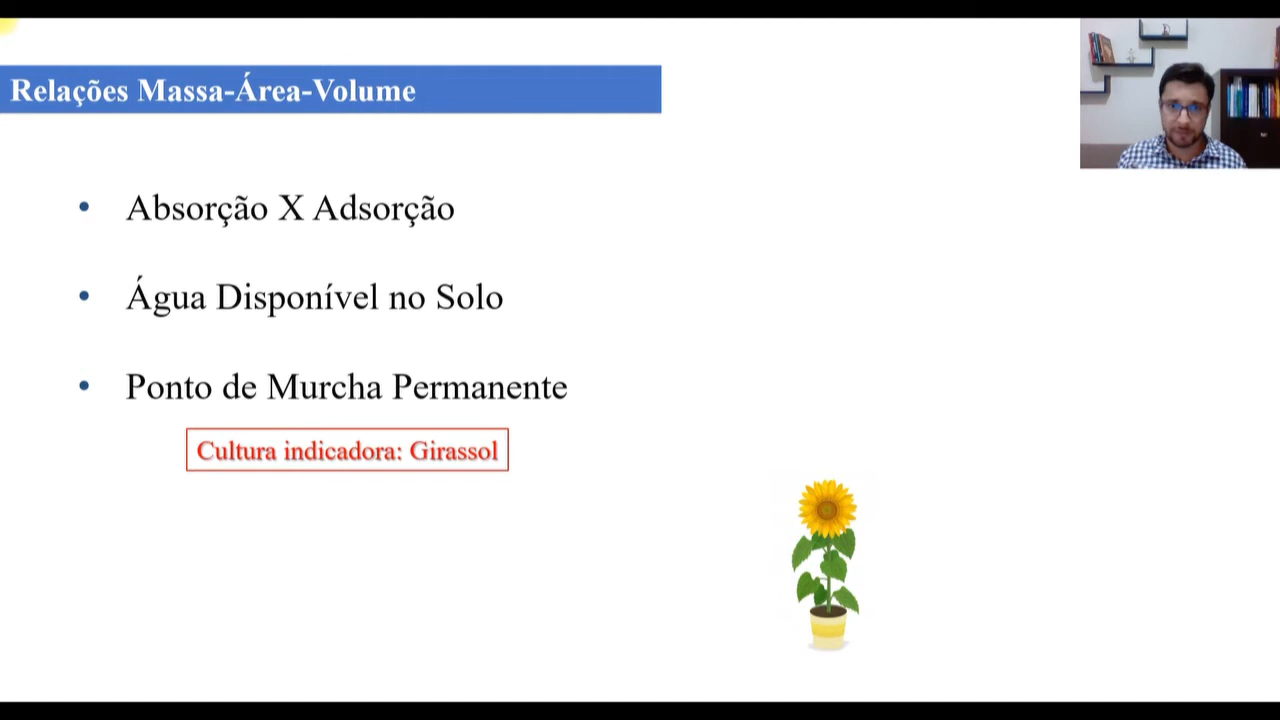 Relações Massa-Área-Volume
• Absorção X Adsorção
• Água Disponível no Solo
• Ponto de Murcha Permanente
Cultura indicadora: Girassol